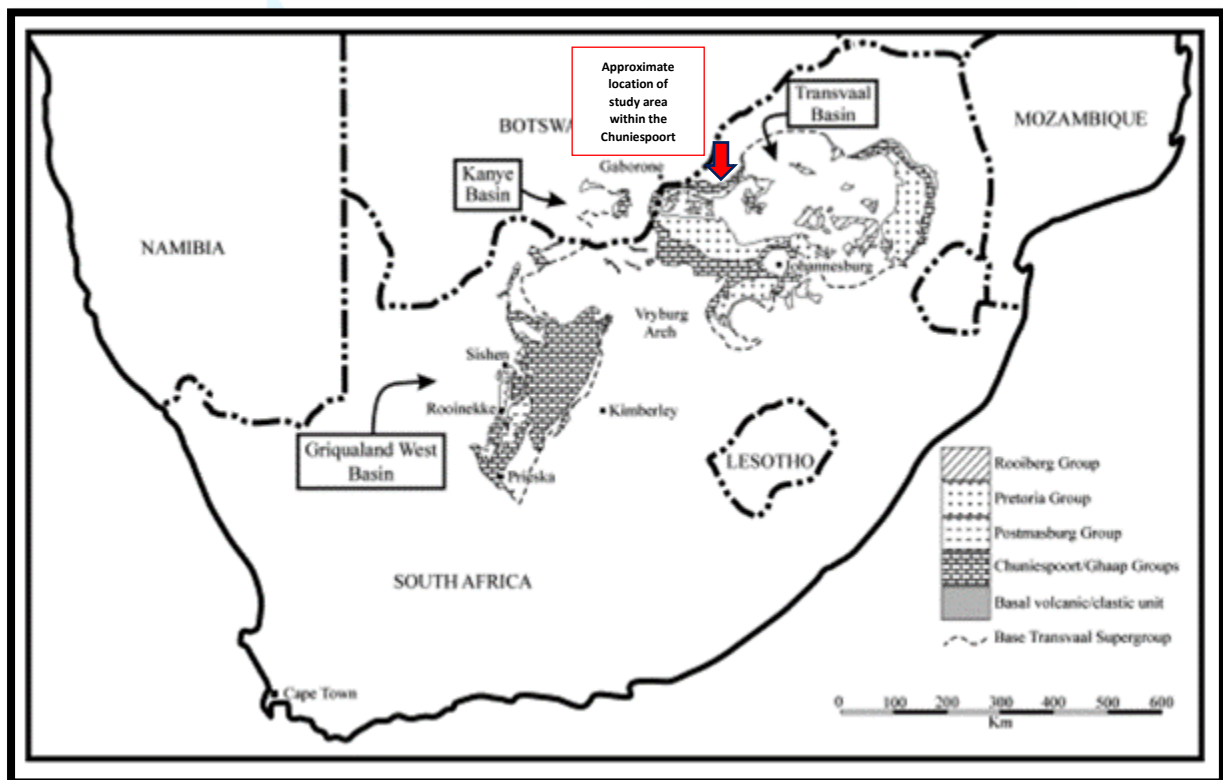 Approximate
location of
study area
within the
Chuniespoort
Transvaal
Basin
MOZAMBIQUE
BOTSWA
Gaborone
Kanye
Basin
NAMIBIA
Johannesburg
Vryburg
Arch
Sishen
Rooinekke
Kimberley
Griqualand West
Basin
LESOTHO
Prieska
Rooiberg Group
Pretoria Group
Postmasburg Group
Chuniespoort/Ghaap Groups
Basal volcanic/clastic unit
Base Transvaal Supergroup
SOUTH AFRICA
Cape Town
0 100 200 300 400 500 600
Km